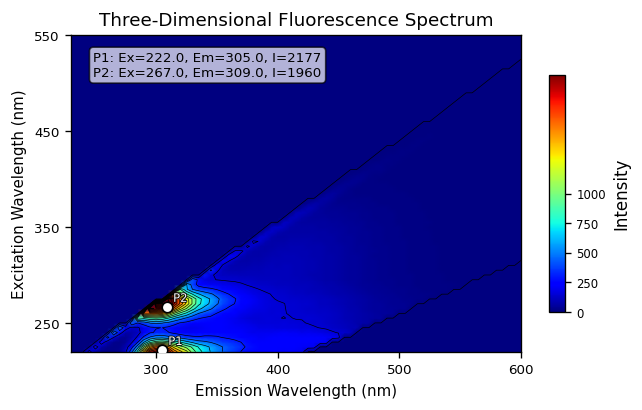 Three-Dimensional Fluorescence Spectrum
P1: Ex=222.0, Em=305.0, I=2177
P2: Ex=267.0, Em=309.0, I=1960
550
450
350
250
Excitation Wavelength (nm)
P2
P1
300
400
500
600
Emission Wavelength (nm)
1000
750
500
250
0
Intensity